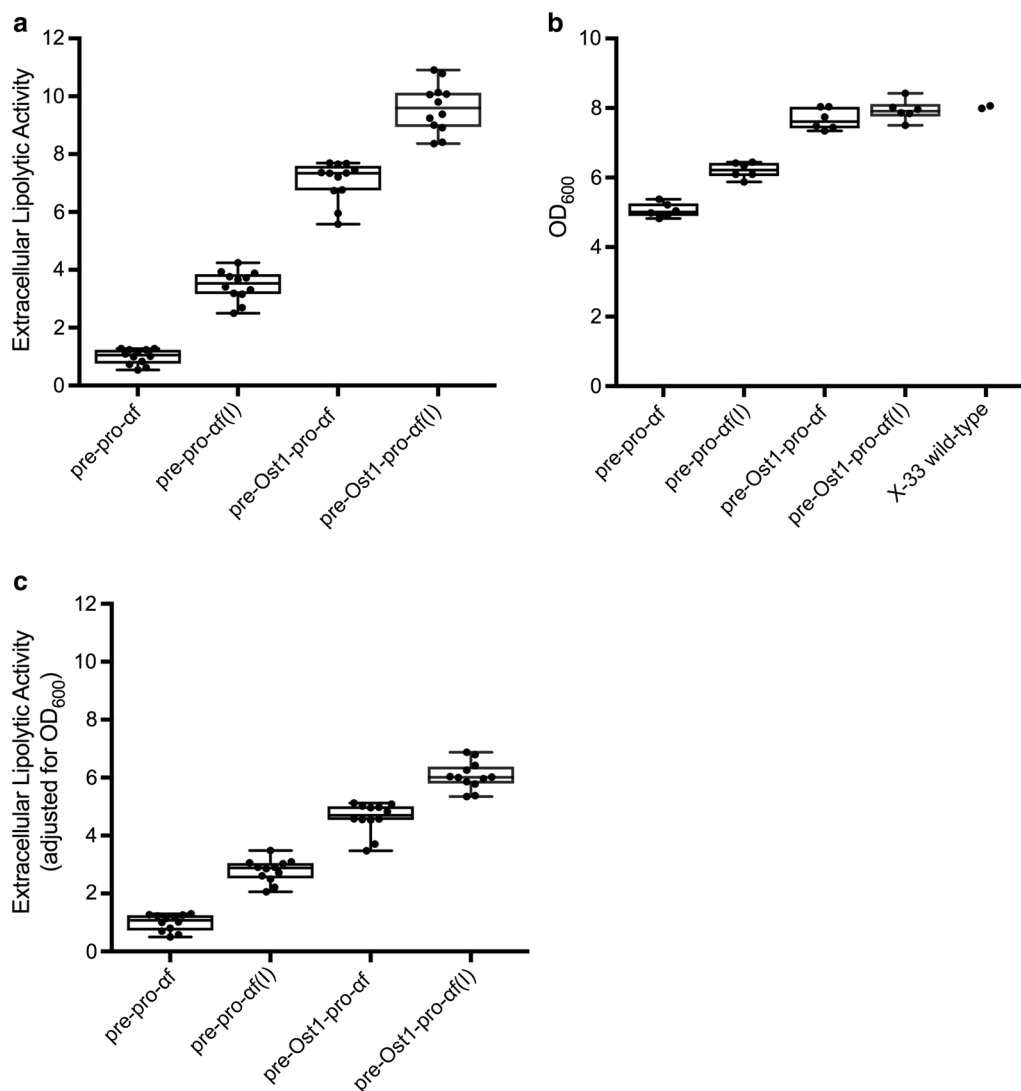 a
Extracellular Lipolytic Activity
12
10
8
6
4
2
0
pre-pro-αf
pre-pro-αf(I)
pre-Ost1-pro-αf
pre-Ost1-pro-αf(I)
b
OD600
10
8
6
4
2
0
pre-pro-αf
pre-pro-αf(I)
pre-Ost1-pro-αf
pre-Ost1-pro-αf(I)
X-33 wild-type
c
Extracellular Lipolytic Activity
(adjusted for OD600)
12
10
8
6
4
2
0
pre-pro-αf
pre-pro-αf(I)
pre-Ost1-pro-αf
pre-Ost1-pro-αf(I)